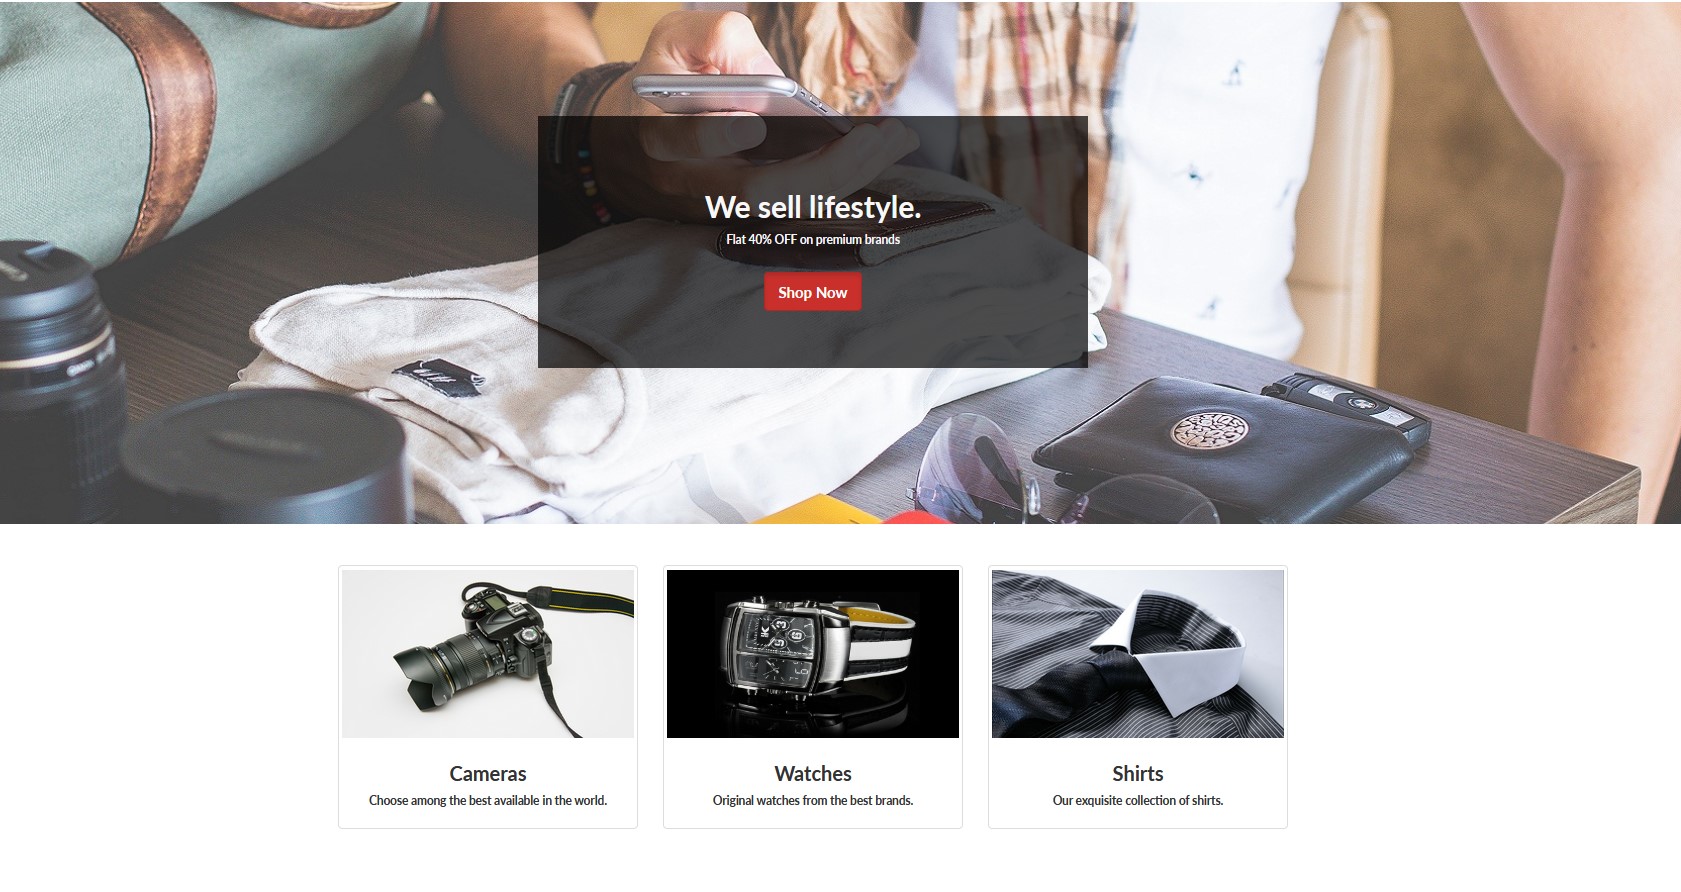 We sell lifestyle.
Flat 40% OFF on premium brands
Shop Now
Cameras
Choose among the best available in the world.
Watches
Original watches from the best brands.
Shirts
Our exquisite collection of shirts.